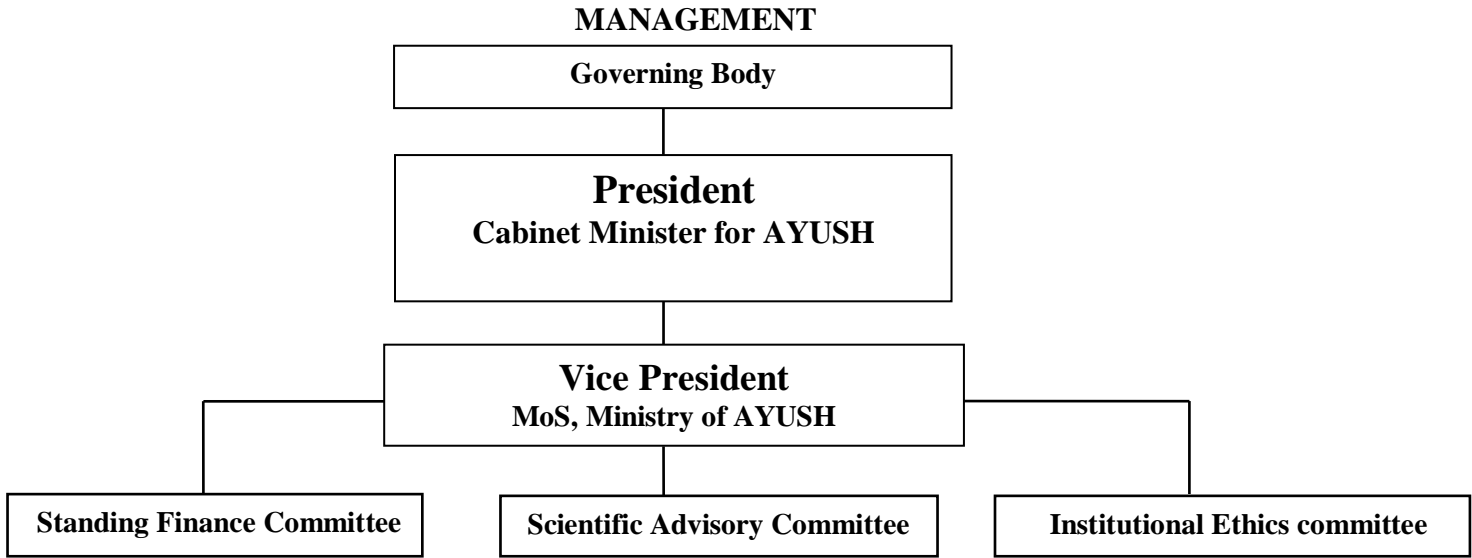 MANAGEMENT
Governing Body
President
Cabinet Minister for AYUSH
Vice President
MoS, Ministry of AYUSH
Standing Finance Committee
Scientific Advisory Committee
Institutional Ethics committee